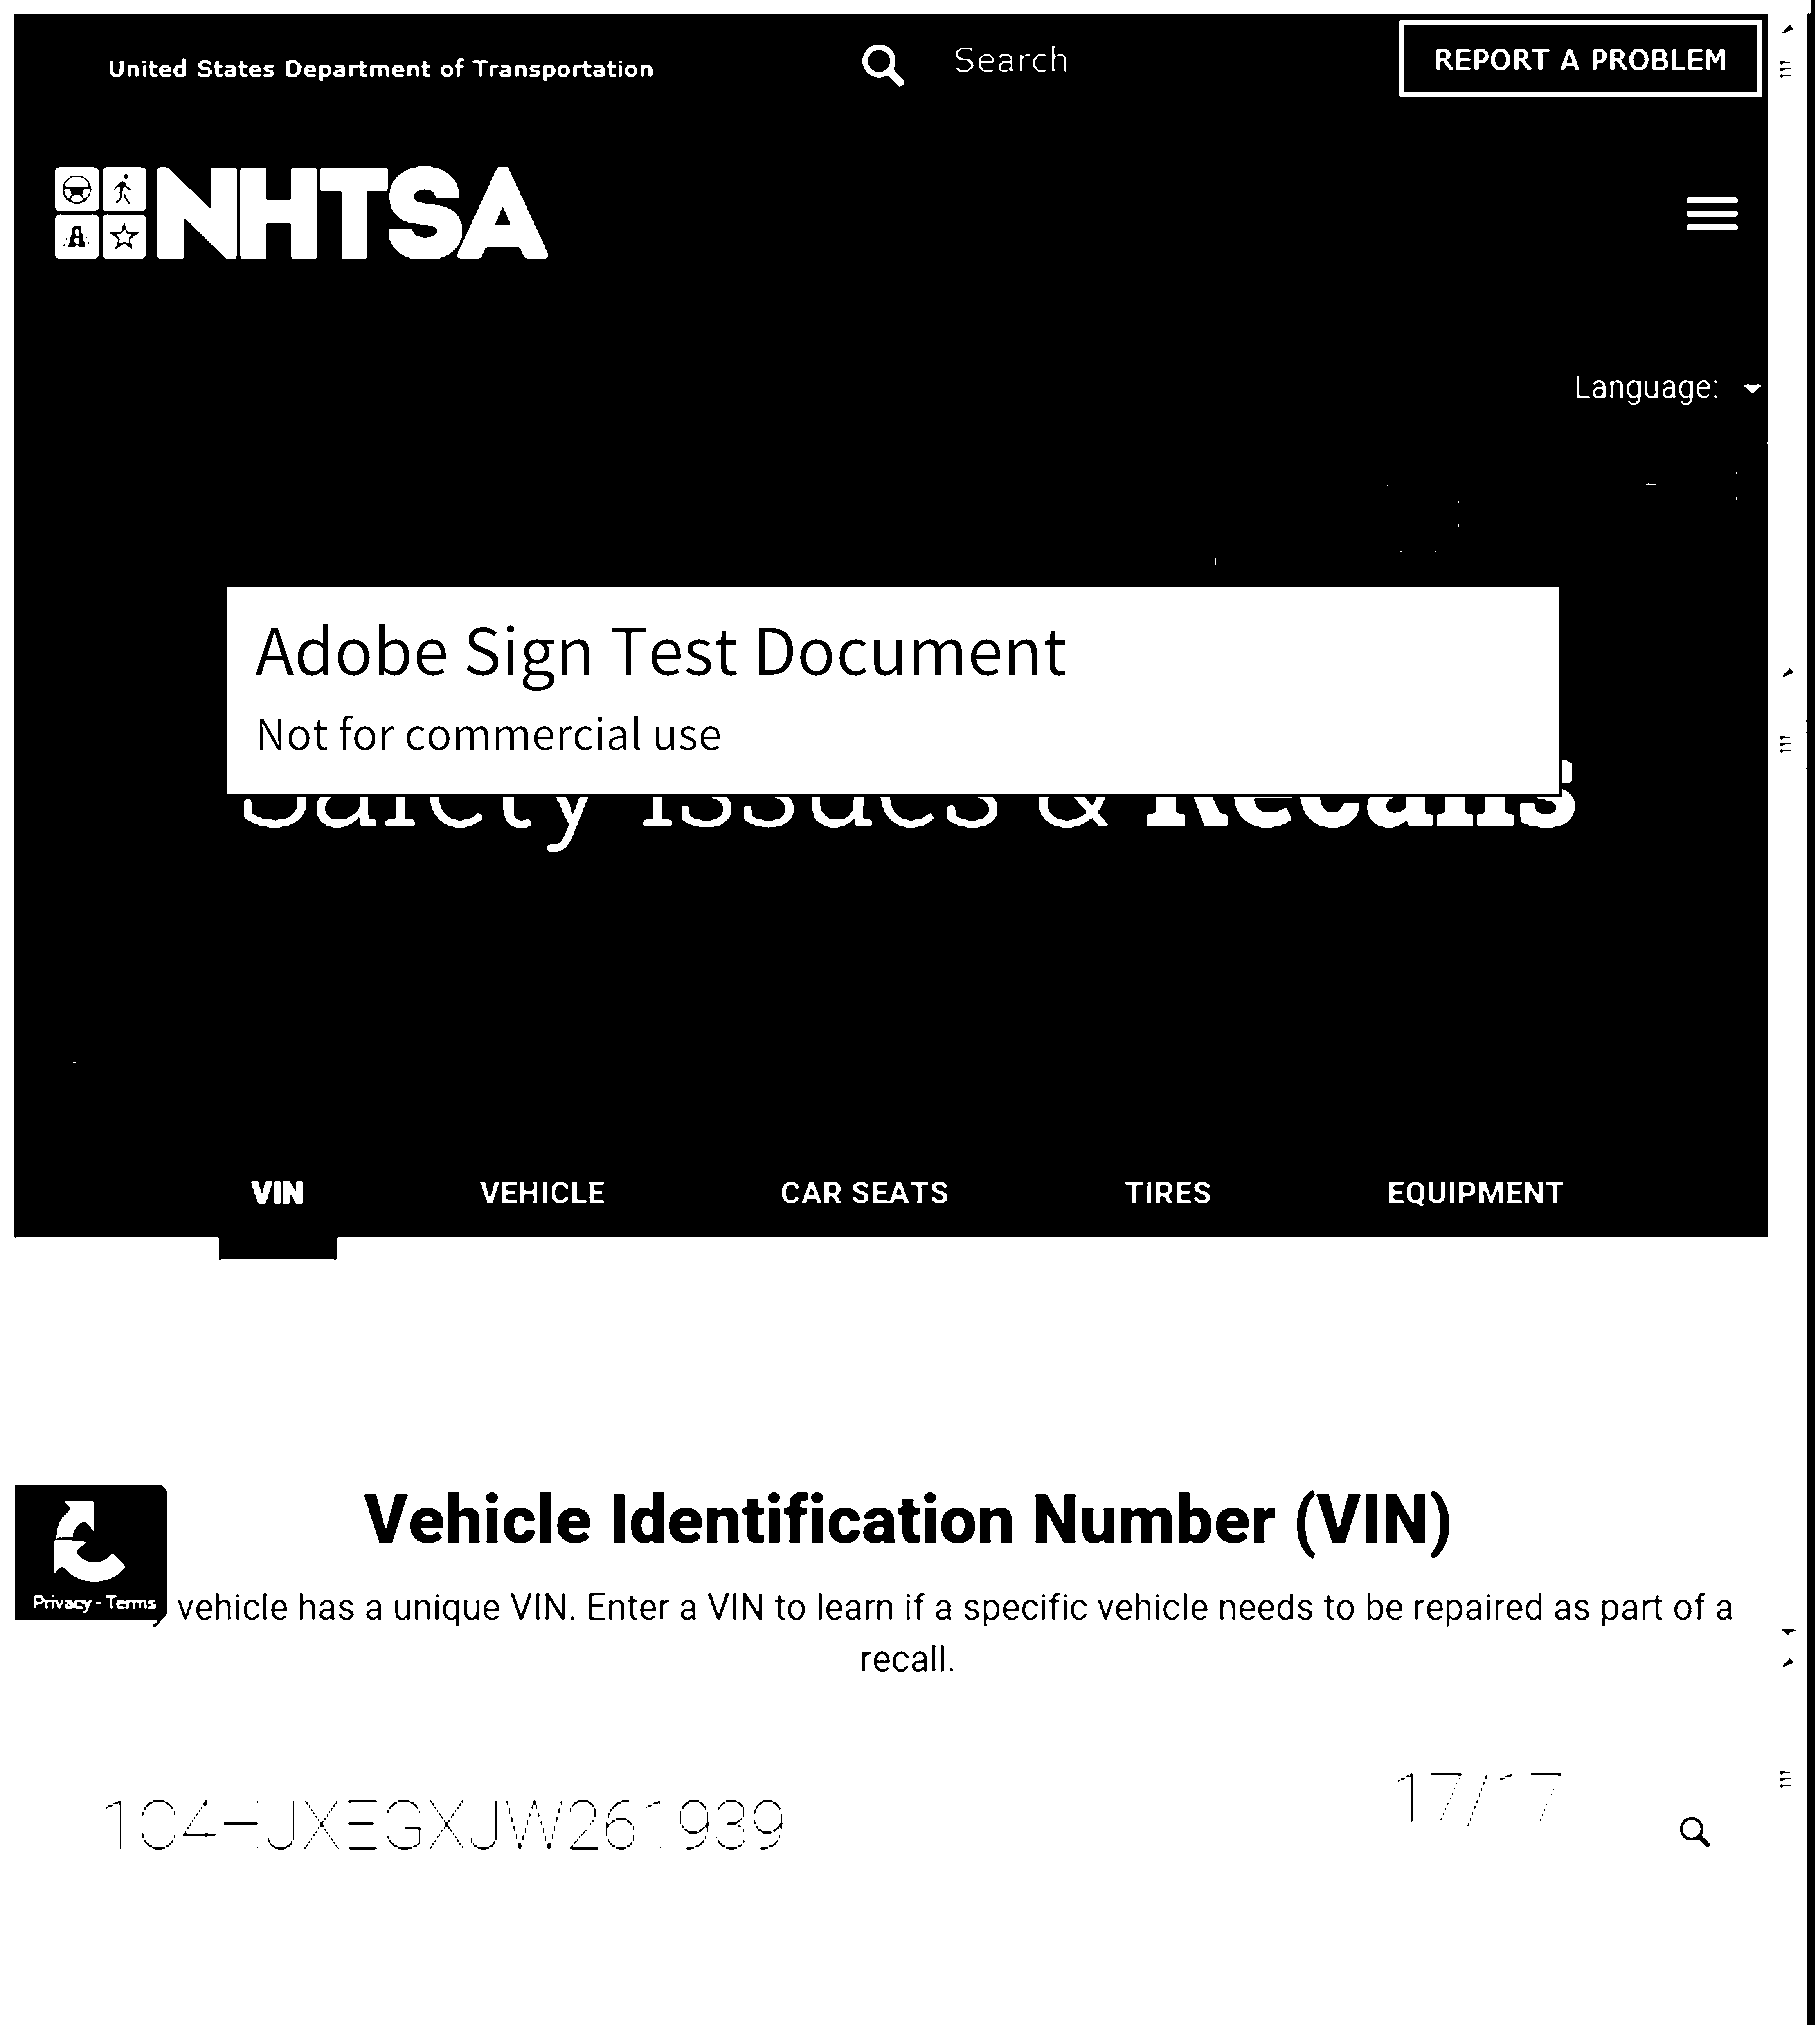 United States Department of Transportation
Search
REPORT A PROBLEM
NHTSA
Language:
Adobe Sign Test Document
Not for commercial use
Safety Issues & Recalls
VIN
VEHICLE
CAR SEATS
TIRES
EQUIPMENT
Vehicle Identification Number (VIN)
Privacy - Terms
vehicle has a unique VIN. Enter a VIN to learn if a specific vehicle needs to be repaired as part of a
recall.
1C4HJXEGXJW261939
17/17